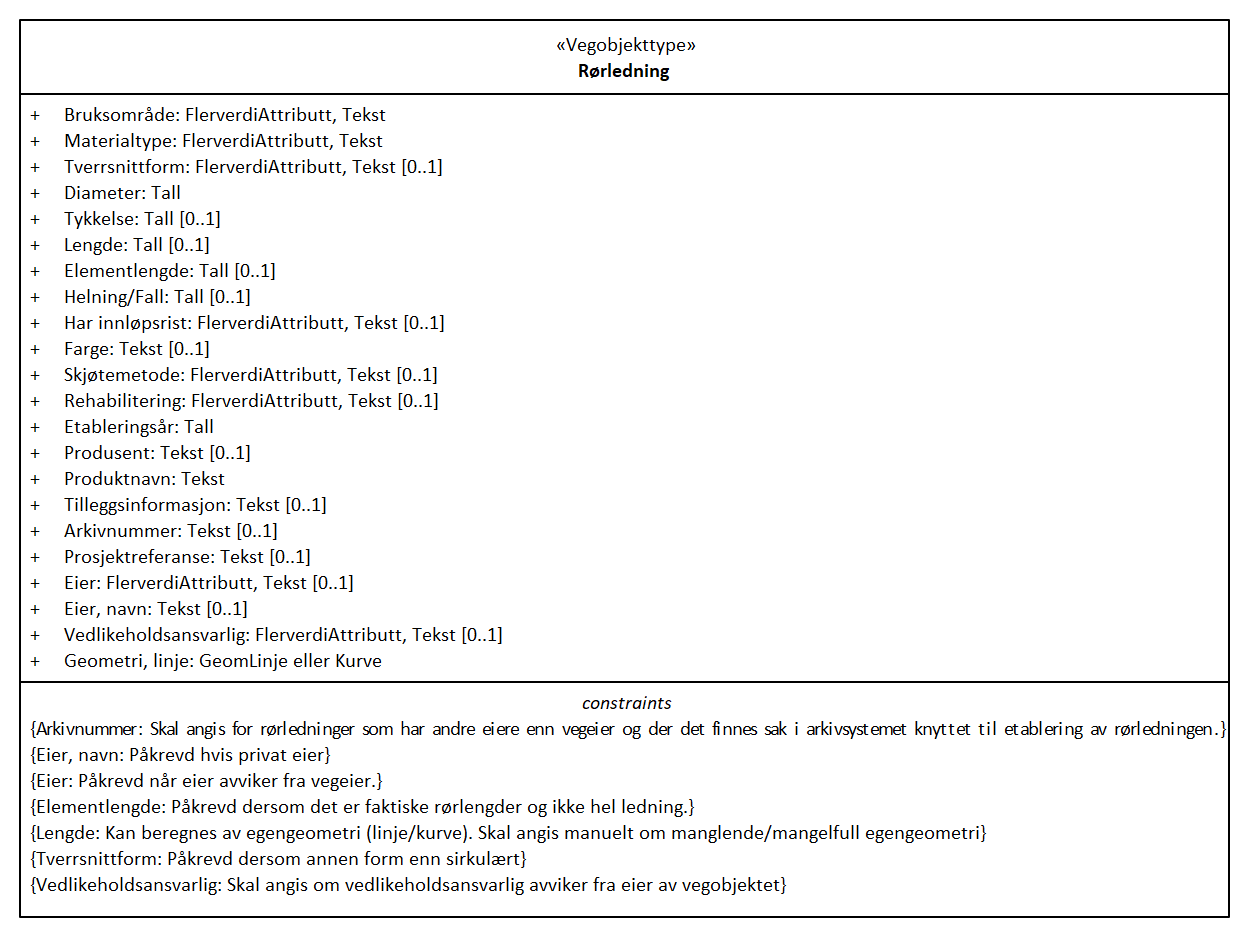 «Vegobjekttype»
Rørledning
+ Bruksområde: FlerverdiAttributt, Tekst
+ Materialtype: FlerverdiAttributt, Tekst
+ Tverrsnittform: FlerverdiAttributt, Tekst [0..1]
+ Diameter: Tall
+ Tykkelse: Tall [0..1]
+ Lengde: Tall [0..1]
+ Elementlengde: Tall [0..1]
+ Helning/Fall: Tall [0..1]
+ Har innløpsrist: FlerverdiAttributt, Tekst [0..1]
+ Farge: Tekst [0..1]
+ Skjøtemetode: FlerverdiAttributt, Tekst [0..1]
+ Rehabilitering: FlerverdiAttributt, Tekst [0..1]
+ Etableringsår: Tall
+ Produsent: Tekst [0..1]
+ Produktnavn: Tekst
+ Tilleggsinformasjon: Tekst [0..1]
+ Arkivnummer: Tekst [0..1]
+ Prosjektreferanse: Tekst [0..1]
+ Eier: FlerverdiAttributt, Tekst [0..1]
+ Eier, navn: Tekst [0..1]
+ Vedlikeholdsansvarlig: FlerverdiAttributt, Tekst [0..1]
+ Geometri, linje: GeomLinje eller Kurve
constraints
{Arkivnummer: Skal angis for rørledninger som har andre eiere enn vegeier og der det finnes sak i arkivsystemet knyttet til etablering av rørledningen.}
{Eier, navn: Påkrevd hvis privat eier}
{Eier: Påkrevd når eier avviker fra vegeier.}
{Elementlengde: Påkrevd dersom det er faktiske rørlengder og ikke hel ledning.}
{Lengde: Kan beregnes av egengeometri (linje/kurve). Skal angis manuelt om manglende/mangelfull egengeometri}
{Tverrsnittform: Påkrevd dersom annen form enn sirkulært}
{Vedlikeholdsansvarlig: Skal angis om vedlikeholdsansvarlig avviker fra eier av vegobjektet}